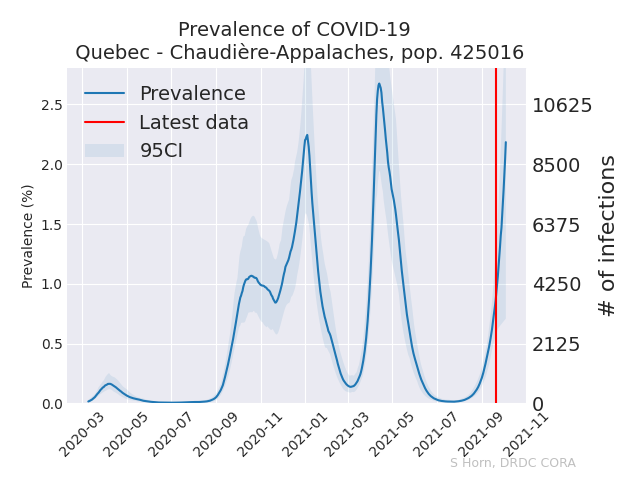 Prevalence of COVID-19
Quebec - Chaudière-Appalaches, pop. 425016
Prevalence
Latest data
95CI
Prevalence (%)
2.5
2.0
1.5
1.0
0.5
0.0
10625
8500
6375
4250
2125
0
# of infections
2020-03
2020-05
2020-07
2020-09
2020-11
2021-01
2021-03
2021-05
2021-07
2021-09
2021-11
S Horn, DRDC CORA